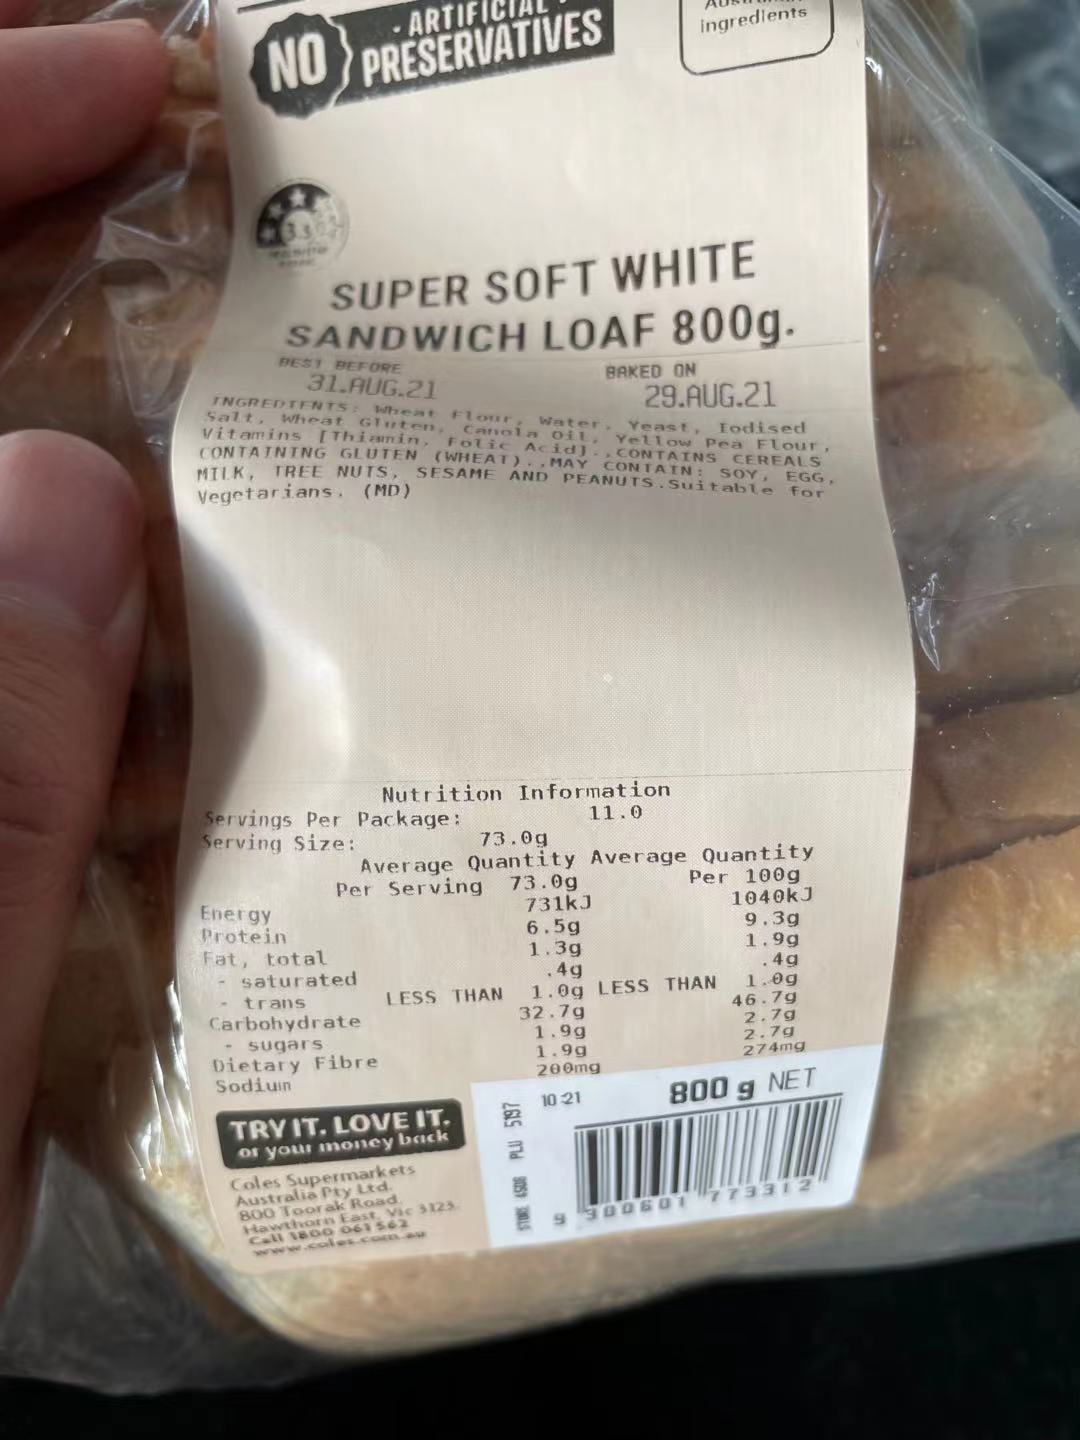 · ARTIFICIAL ·
NO PRESERVATIVES
ingredients
3.5
SUPER SOFT WHITE
SANDWICH LOAF 800g.
BEST BEFORE BAKED ON
31.AUG.21 29.AUG.21
INGREDIENTS: Wheat Flour, Water, Yeast, Iodised
Salt, Wheat Gluten, Canola Oil, Yellow Pea Flour,
Vitamins [Thiamin, Folic Acid]., CONTAINS CEREALS
CONTAINING GLUTEN (WHEAT).,MAY CONTAIN: SOY, EGG,
MILK, TREE NUTS, SESAME AND PEANUTS.Suitable for
Vegetarians. (MD)
Nutrition Information
Servings Per Package: 11.0
Serving Size: 73.0g
Average Quantity Average Quantity
Per Serving 73.0g Per 100g
Energy 731kJ 1040kJ
Protein 6.5g 9.3g
Fat, total 1.3g 1.9g
- saturated .4g .4g
- trans LESS THAN 1.0g LESS THAN 1.0g
Carbohydrate 32.7g 46.7g
- sugars 1.9g 2.7g
Dietary Fibre 1.9g 2.7g
Sodium 200mg 274mg
TRY IT. LOVE IT.
or your money back
Coles Supermarkets
Australia Pty Ltd.
800 Toorak Road.
Hawthorn East, Vic 3123.
Call 1800 061 562
www.coles.com.au
10:21 800 g NET
STORE 4508 PLU 5197
9 300601 773312